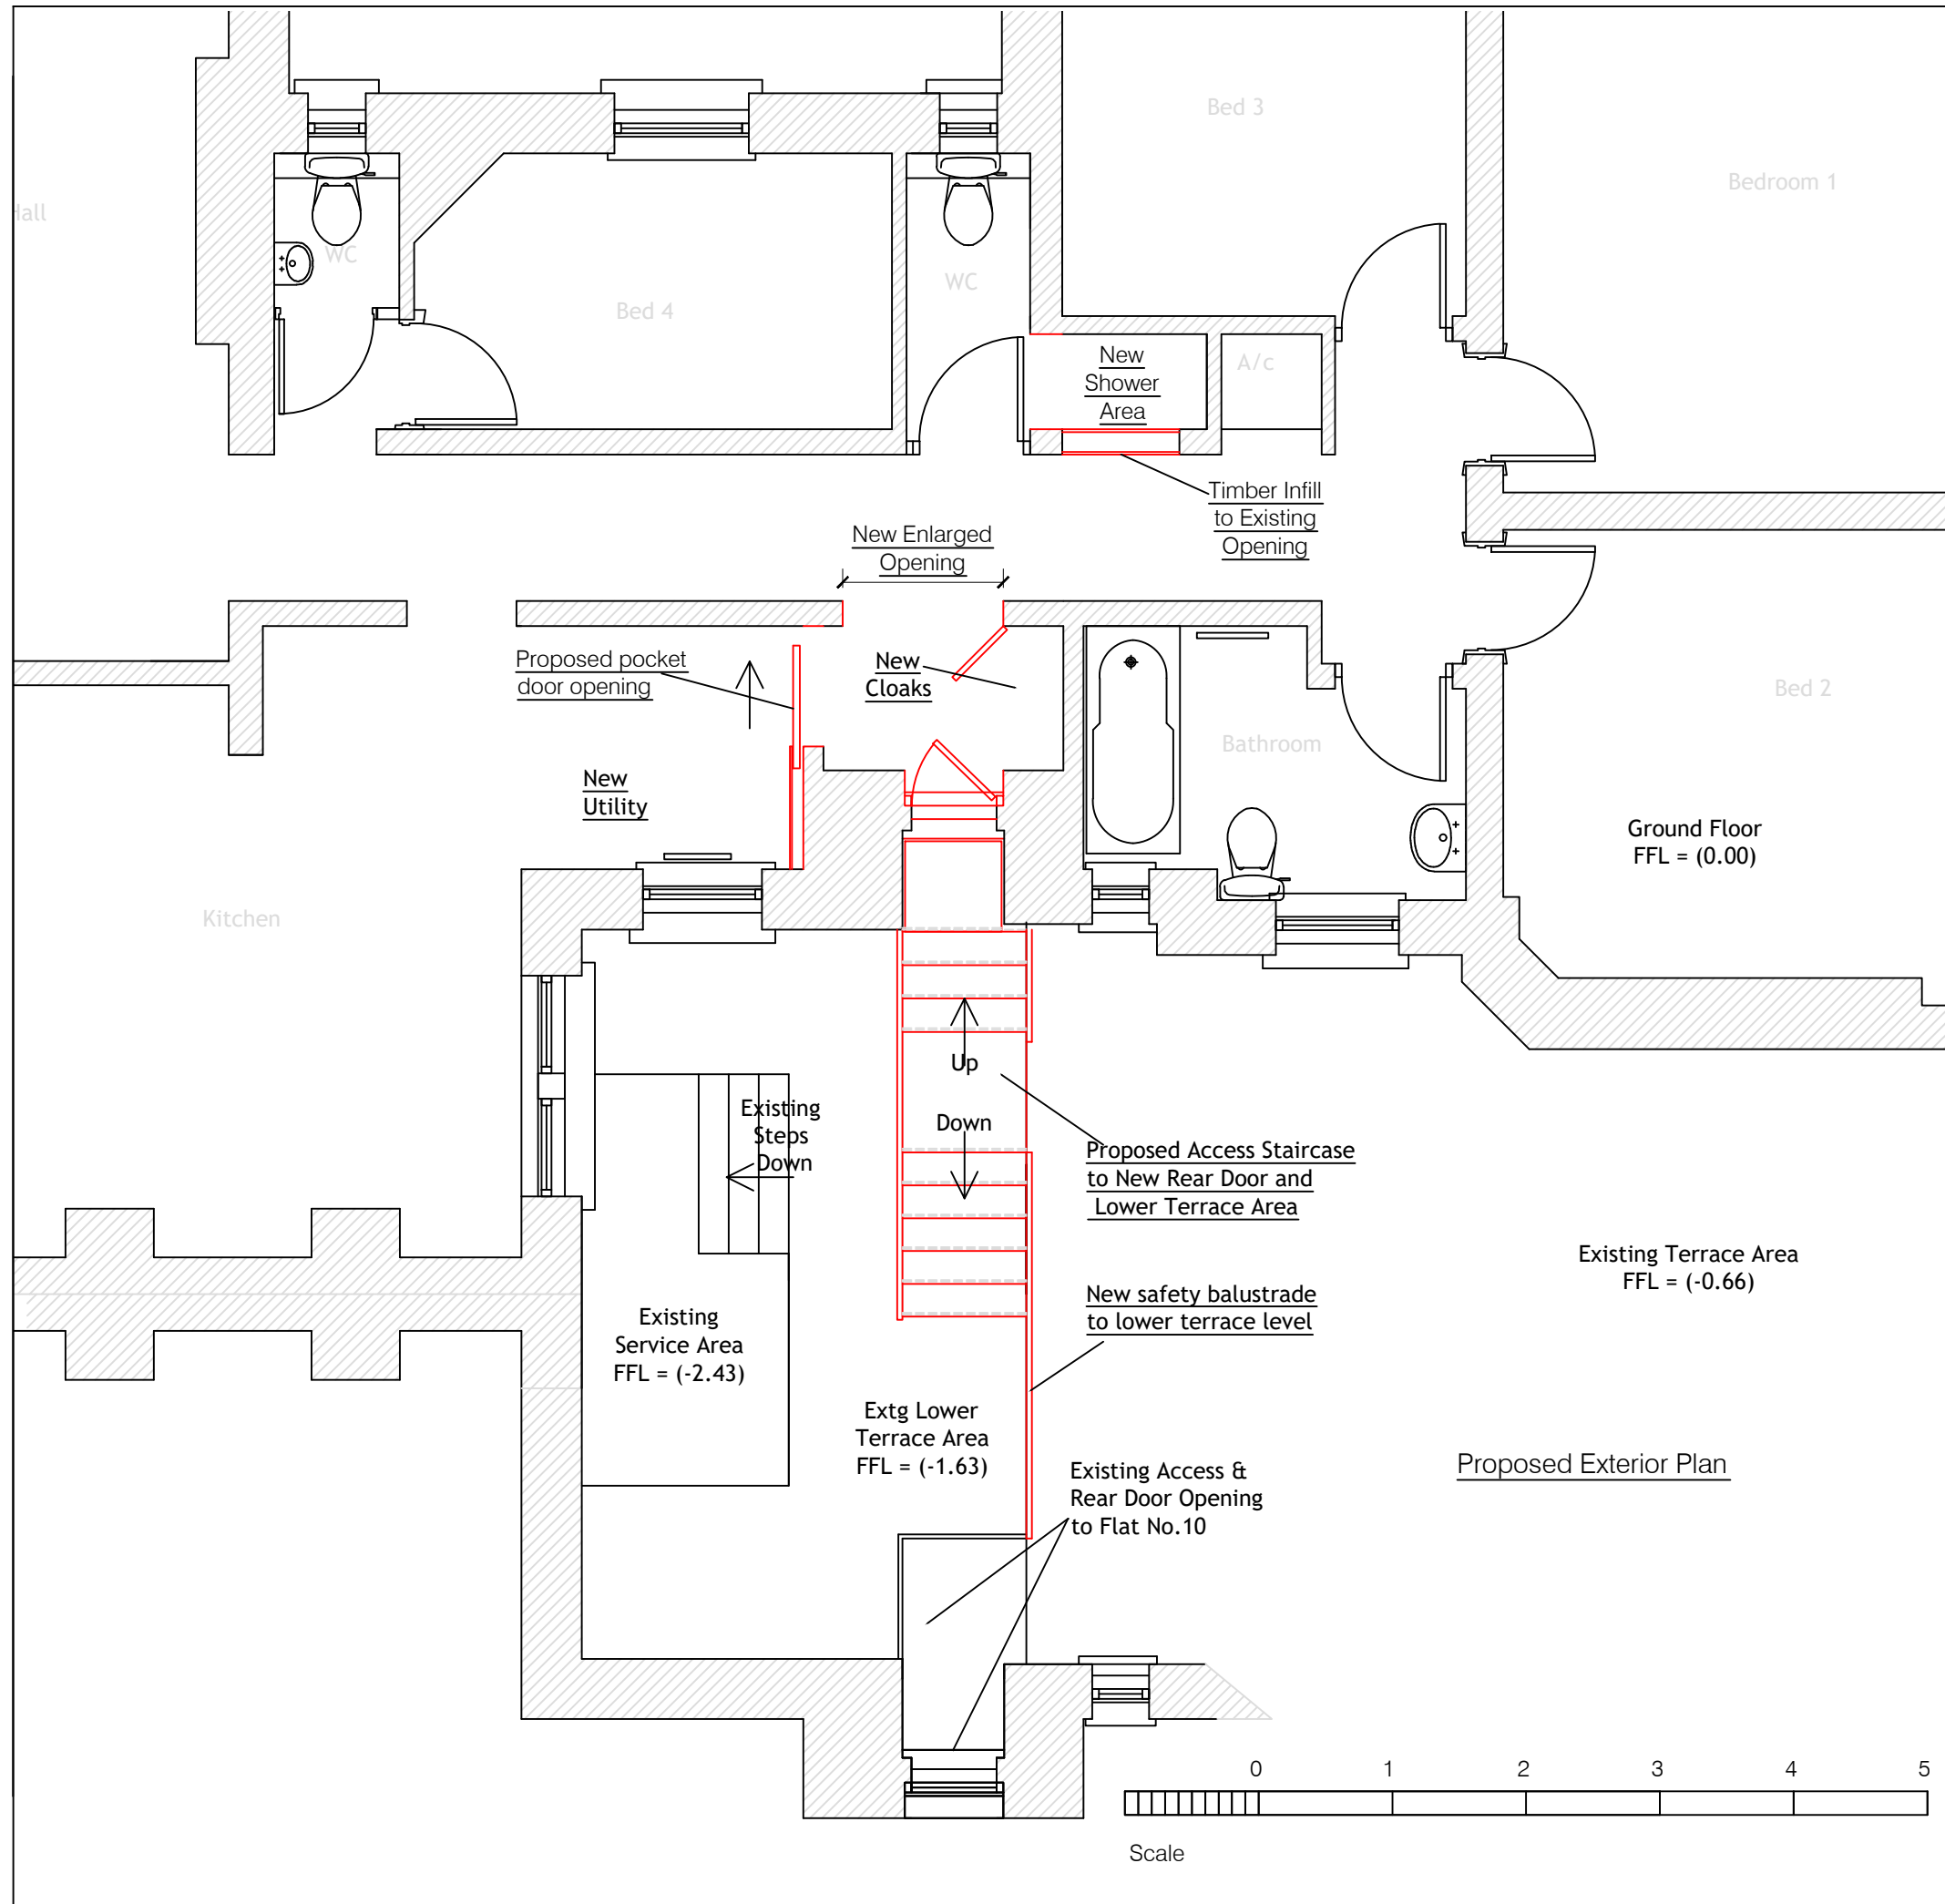 Bed 3
Bedroom 1
Hall
WC
WC
Bed 4
New
Shower
Area
A/c
Timber Infill
to Existing
Opening
New Enlarged
Opening
Proposed pocket
door opening
New
Cloaks
Bed 2
Bathroom
New
Utility
Ground Floor
FFL = (0.00)
Kitchen
Up
Down
Existing
Steps
Down
Proposed Access Staircase
to New Rear Door and
Lower Terrace Area
Existing Terrace Area
FFL = (-0.66)
New safety balustrade
to lower terrace level
Existing
Service Area
FFL = (-2.43)
Extg Lower
Terrace Area
FFL = (-1.63)
Proposed Exterior Plan
Existing Access &
Rear Door Opening
to Flat No.10
0 1 2 3 4 5
Scale